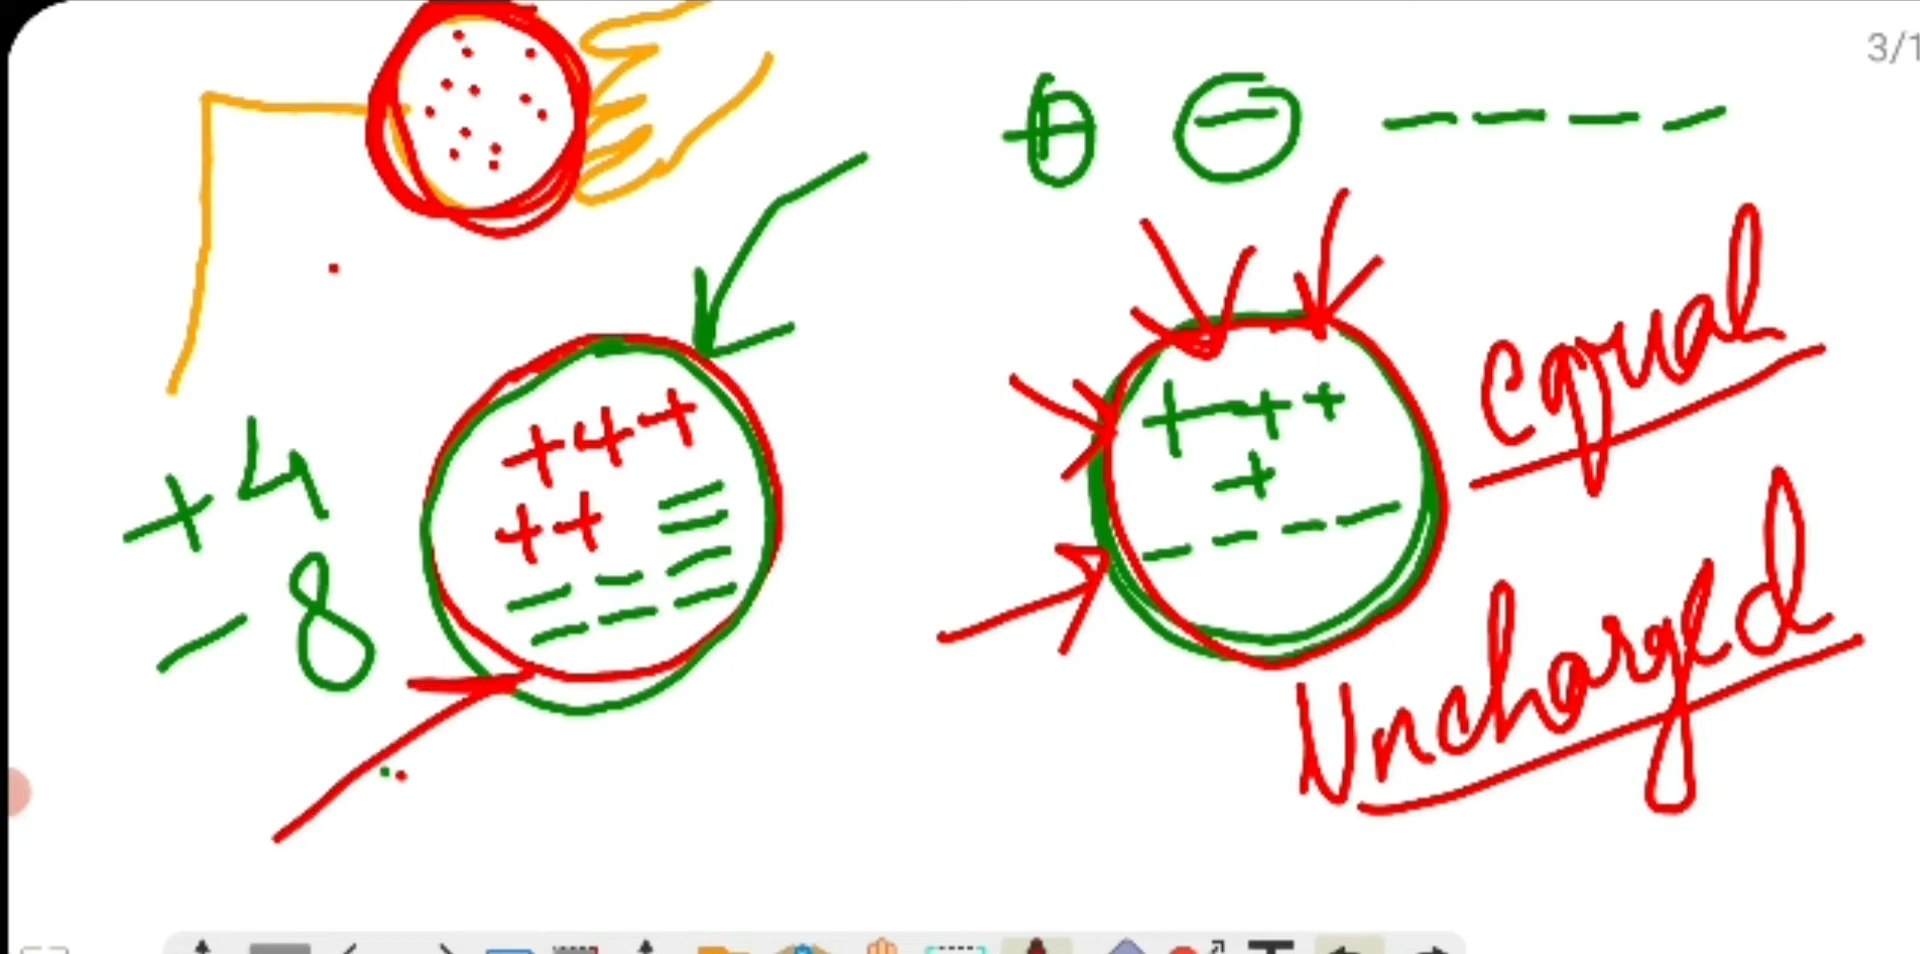 3/1
+ - - - - -
+4
-8
+ + +
+ +
- -
- - -
- - -
+ + +
+
- - - -
Equal
Uncharged